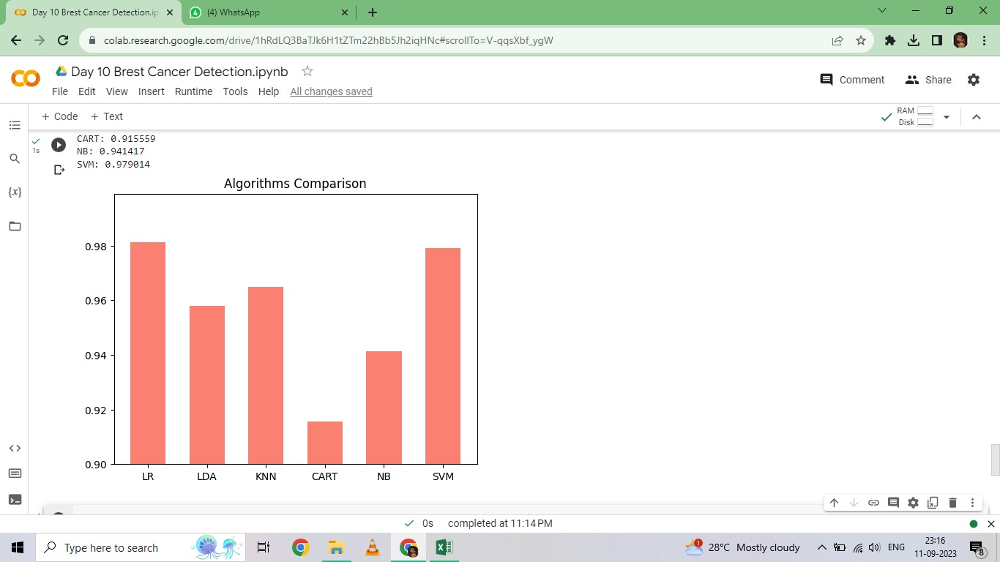 Day 10 Brest Cancer Detection.ip
(4) WhatsApp
colab.research.google.com/drive/1hRdLQ3BaTJk6H1tZTm22hBb5Jh2iqHNc#scrollTo=V-qqsXbf_ygW
Day 10 Brest Cancer Detection.ipynb
Comment
Share
File Edit View Insert Runtime Tools Help All changes saved
+ Code + Text
RAM
Disk
CART: 0.915559
1s
NB: 0.941417
SVM: 0.979014
{x}
Algorithms Comparison
0.98
0.96
0.94
0.92
0.90
LR LDA KNN CART NB SVM
0s completed at 11:14 PM
Type here to search
1
28°C Mostly cloudy
ENG
23:16
11-09-2023
8